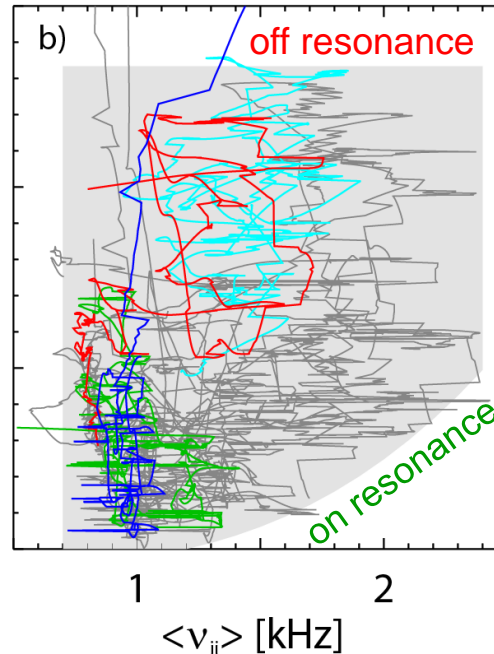 b)
off resonance
on resonance
1 2
<ν_ii> [kHz]